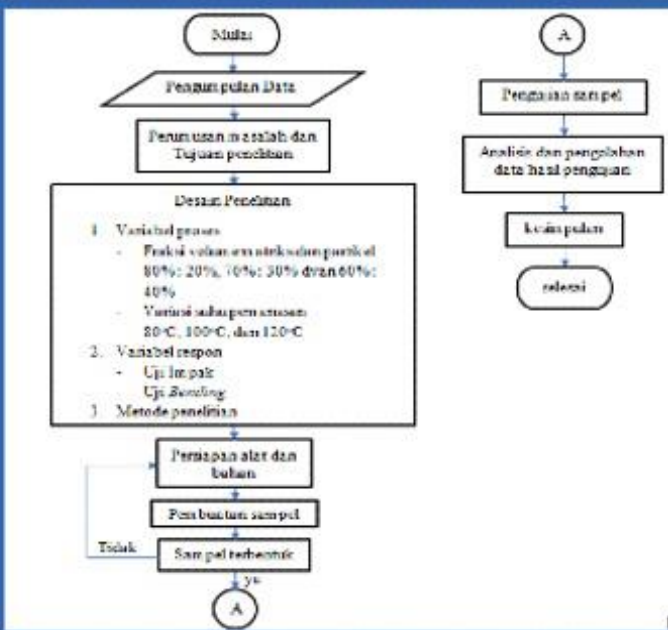 Mulai
Pengumpulan Data
Perumusan masalah dan
Tujuan penelitian
Desain Penelitian
1. Variabel proses
- Fraksi volume matriks dan partikel
80% : 20%, 70% : 30% dvan 60% :
40%
- Variasi suhu pemanasan
80°C, 100°C, dan 120°C
2. Variabel respon
- Uji Impak
Uji Bending
3. Metode penelitian
Persiapan alat dan
bahan
Pembuatan sampel
Tidak
Sampel terbentuk
ya
A
A
Pengujian sampel
Analisis dan pengolahan
data hasil pengujian
kesimpulan
selesai